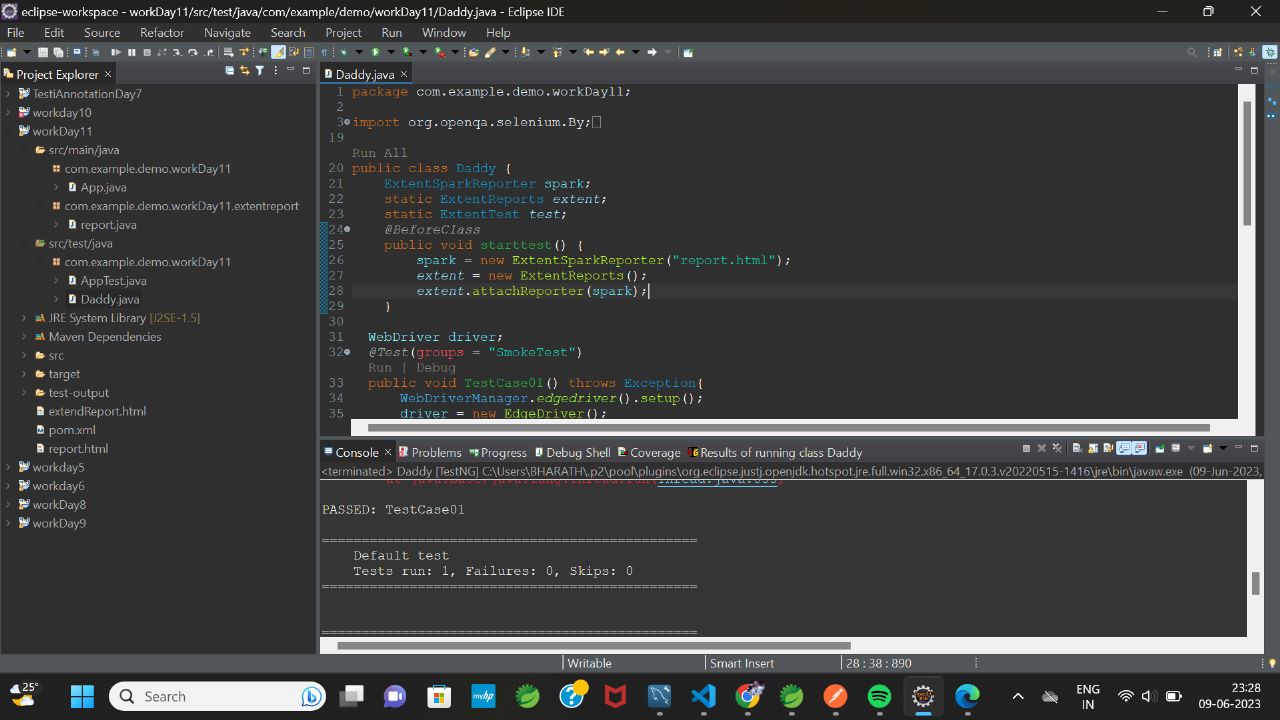 eclipse-workspace - workDay11/src/test/java/com/example/demo/workDay11/Daddy.java - Eclipse IDE
File Edit Source Refactor Navigate Search Project Run Window Help
Project Explorer
TestiAnnotationDay7
workday10
workDay11
src/main/java
com.example.demo.workDay11
App.java
com.example.demo.workDay11.extentreport
report.java
src/test/java
com.example.demo.workDay11
AppTest.java
Daddy.java
JRE System Library [J2SE-1.5]
Maven Dependencies
src
target
test-output
extendReport.html
pom.xml
report.html
workday5
workday6
workDay8
workDay9
Daddy.java
1 package com.example.demo.workDay11;
2
3 import org.openqa.selenium.By;
19
Run All
20 public class Daddy {
21 ExtentSparkReporter spark;
22 static ExtentReports extent;
23 static ExtentTest test;
24 @BeforeClass
25 public void starttest() {
26 spark = new ExtentSparkReporter("report.html");
27 extent = new ExtentReports();
28 extent.attachReporter(spark);
29 }
30
31 WebDriver driver;
32 @Test(groups = "SmokeTest")
Run | Debug
33 public void TestCase01() throws Exception{
34 WebDriverManager.edgedriver().setup();
35 driver = new EdgeDriver();
Console Problems Progress Debug Shell Coverage Results of running class Daddy
<terminated> Daddy [TestNG] C:\Users\BHARATH\.p2\pool\plugins\org.eclipse.justj.openjdk.hotspot.jre.full.win32.x86_64_17.0.3.v20220515-1416\jre\bin\javaw.exe (09-Jun-2023,
PASSED: TestCase01
===============================================
Default test
Tests run: 1, Failures: 0, Skips: 0
===============================================
===============================================
Writable Smart Insert 28 : 38 : 890
25°
Search
myhp
ENG
IN
23:28
09-06-2023